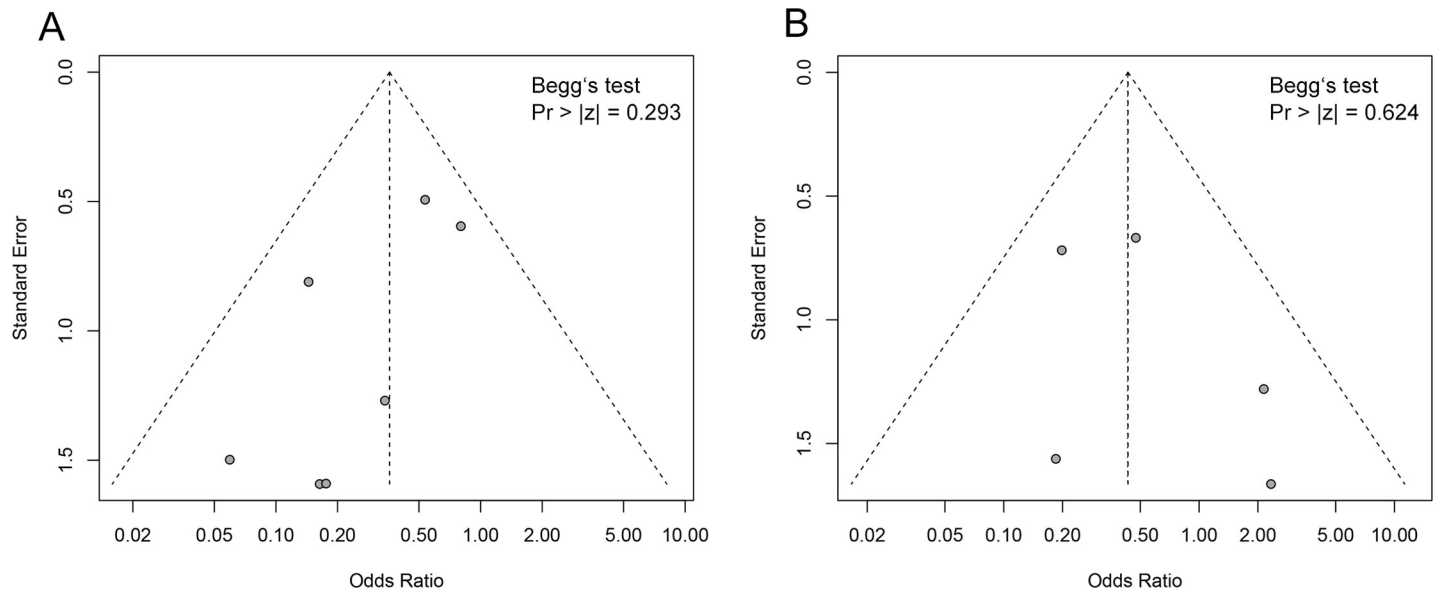 A
Begg‘s test
Pr > |z| = 0.293
Standard Error
0.0
0.5
1.0
1.5
0.02 0.05 0.10 0.20 0.50 1.00 2.00 5.00 10.00
Odds Ratio
B
Begg‘s test
Pr > |z| = 0.624
Standard Error
0.0
0.5
1.0
1.5
0.02 0.05 0.10 0.20 0.50 1.00 2.00 5.00 10.00
Odds Ratio